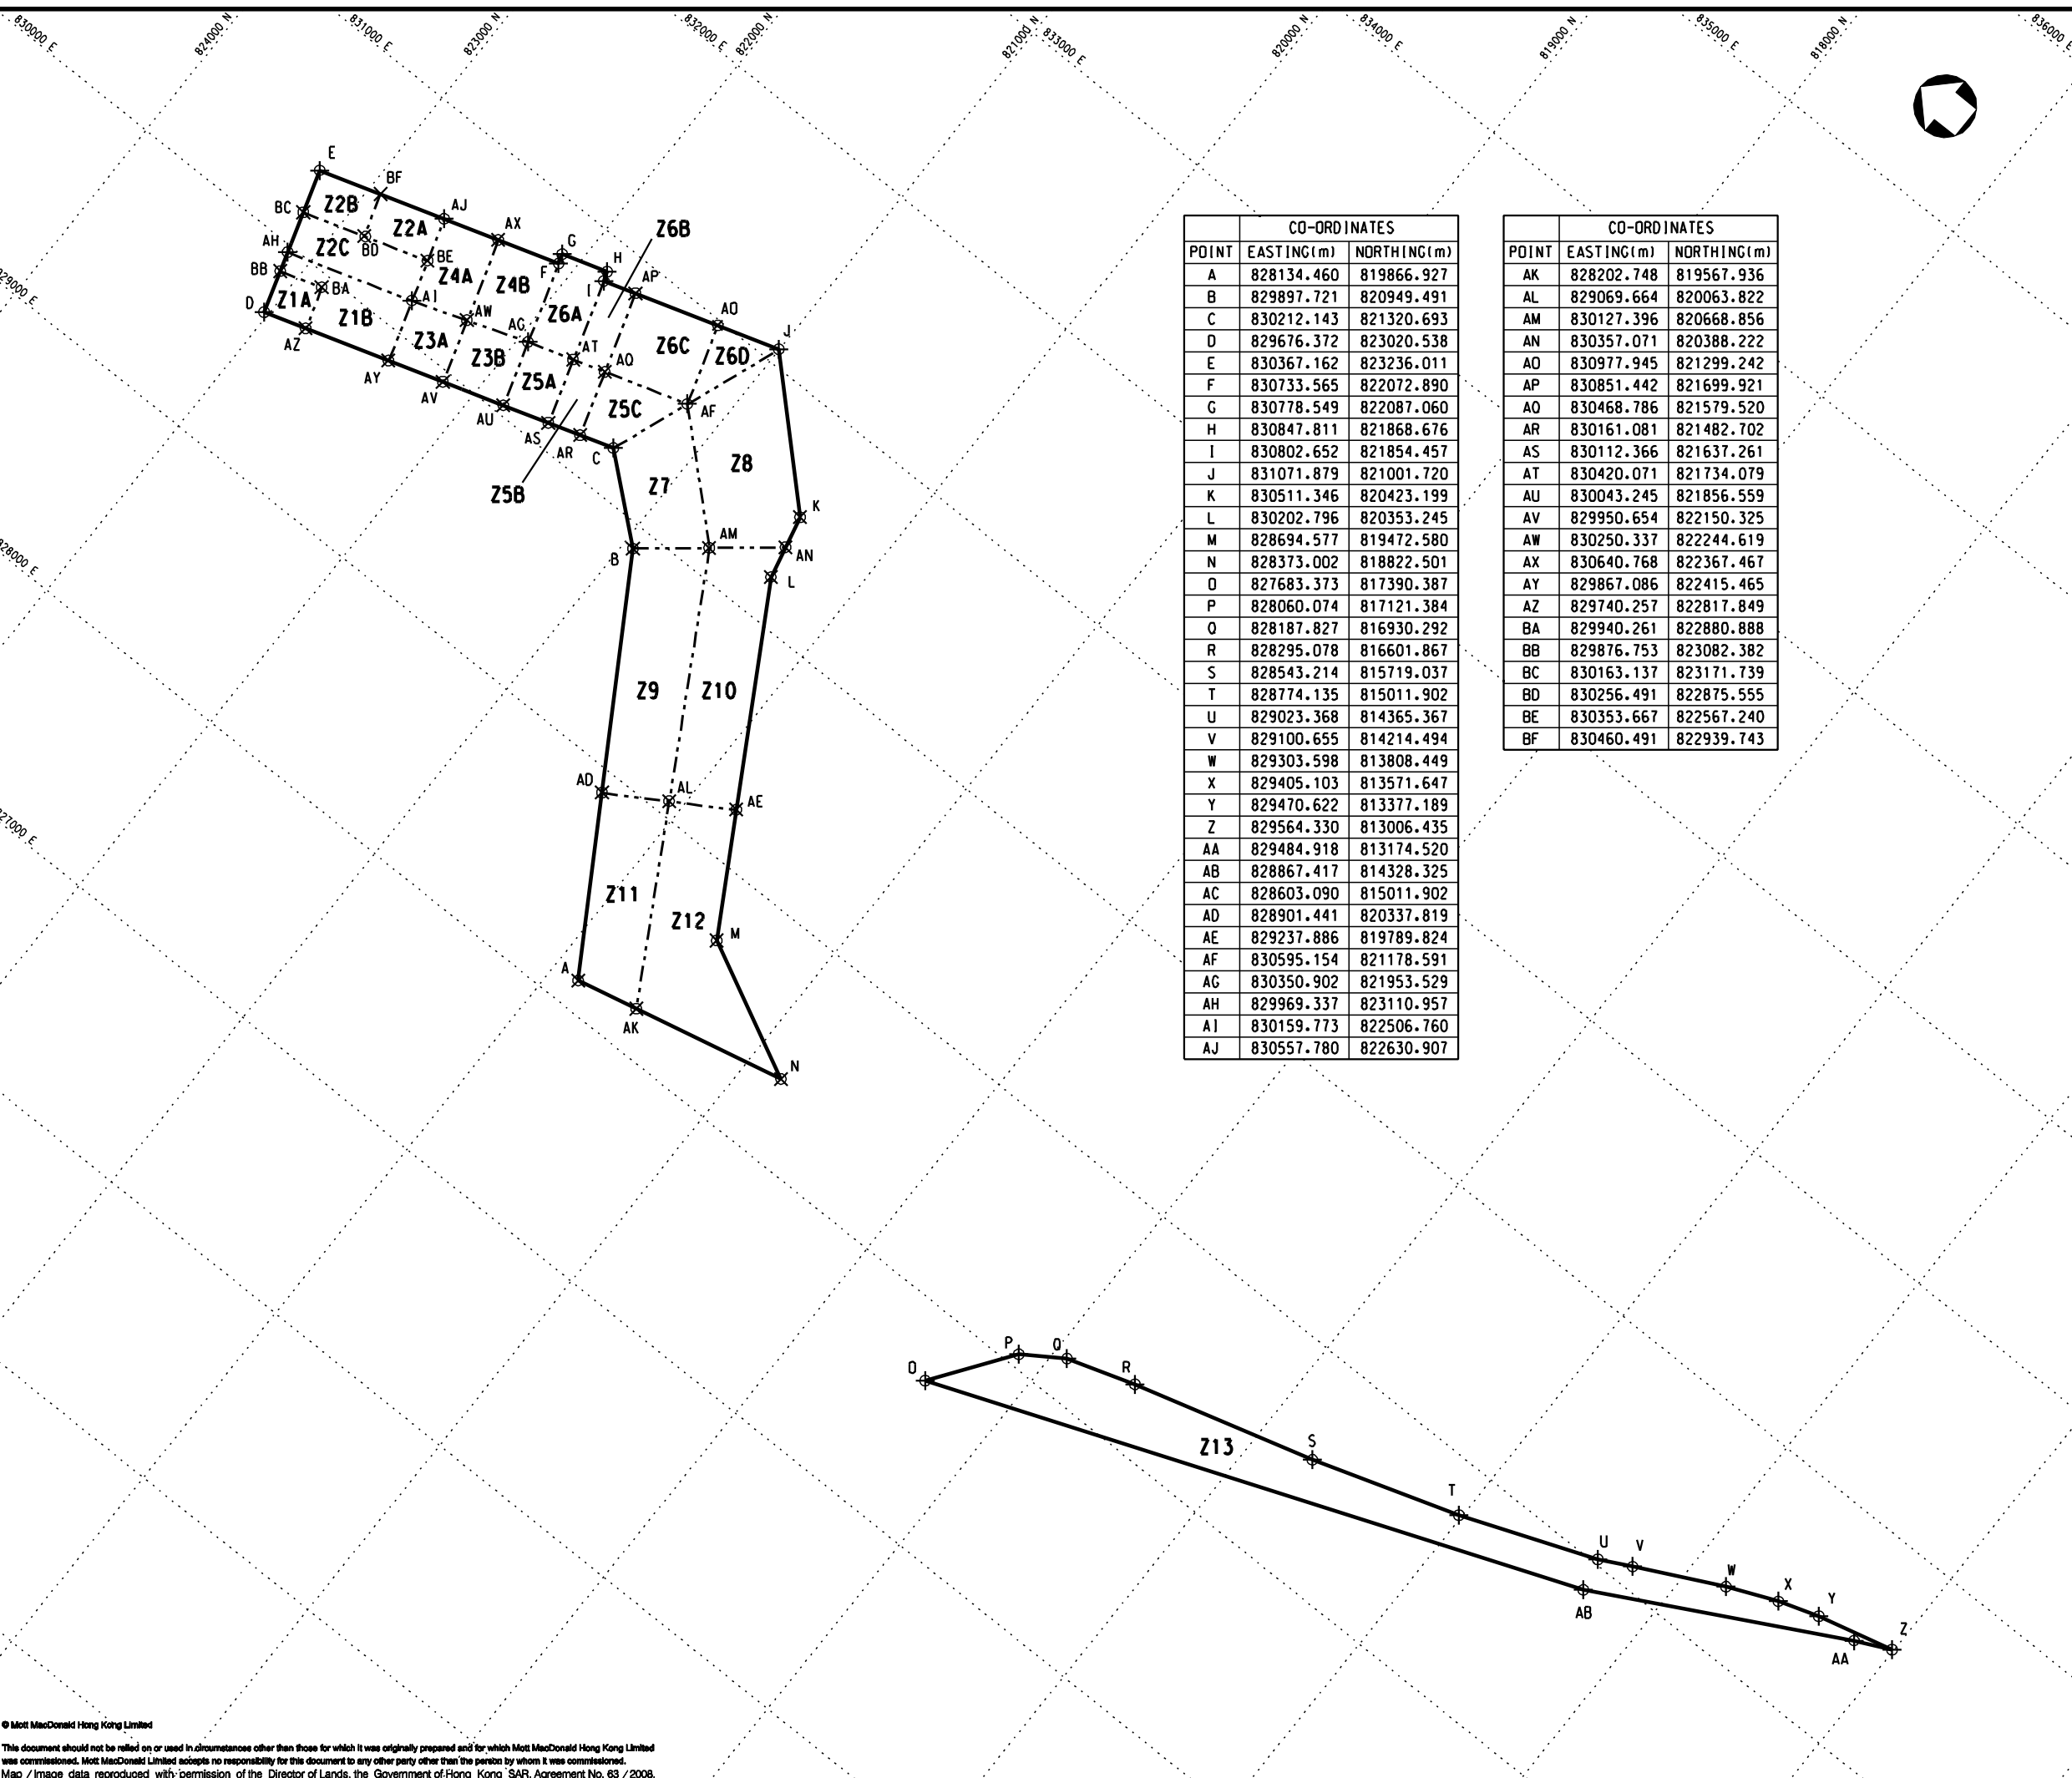 830000 E
824000 N
831000 E
823000 N
832000 E
822000 N
821000 N
833000 E
820000 N
834000 E
819000 N
835000 E
818000 N
836000 E
829000 E
828000 E
827000 E
E
BF
BC
Z2B
AJ
Z2A
AX
Z6B
G
AH
Z2C
BD
BE
H
BB
Z4A
F
AP
BA
Z4B
I
D
Z1A
AI
Z6A
AO
Z1B
AW
AG
J
AZ
Z3A
Z6C
Z3B
AT
Z6D
AQ
AY
Z5A
AV
Z5C
AF
AU
AS
AR
C
Z8
Z5B
Z7
K
AM
B
AN
L
Z9
Z10
AD
AL
AE
Z11
Z12
M
A
AK
N
P
Q
O
R
Z13
S
T
U
V
W
X
AB
Y
Z
AA
CO-ORDINATES
POINT EASTING(m) NORTHING(m)
A 828134.460 819866.927
B 829897.721 820949.491
C 830212.143 821320.693
D 829676.372 823020.538
E 830367.162 823236.011
F 830733.565 822072.890
G 830778.549 822087.060
H 830847.811 821868.676
I 830802.652 821854.457
J 831071.879 821001.720
K 830511.346 820423.199
L 830202.796 820353.245
M 828694.577 819472.580
N 828373.002 818822.501
O 827683.373 817390.387
P 828060.074 817121.384
Q 828187.827 816930.292
R 828295.078 816601.867
S 828543.214 815719.037
T 828774.135 815011.902
U 829023.368 814365.367
V 829100.655 814214.494
W 829303.598 813808.449
X 829405.103 813571.647
Y 829470.622 813377.189
Z 829564.330 813006.435
AA 829484.918 813174.520
AB 828867.417 814328.325
AC 828603.090 815011.902
AD 828901.441 820337.819
AE 829237.886 819789.824
AF 830595.154 821178.591
AG 830350.902 821953.529
AH 829969.337 823110.957
AI 830159.773 822506.760
AJ 830557.780 822630.907
CO-ORDINATES
POINT EASTING(m) NORTHING(m)
AK 828202.748 819567.936
AL 829069.664 820063.822
AM 830127.396 820668.856
AN 830357.071 820388.222
AO 830977.945 821299.242
AP 830851.442 821699.921
AQ 830468.786 821579.520
AR 830161.081 821482.702
AS 830112.366 821637.261
AT 830420.071 821734.079
AU 830043.245 821856.559
AV 829950.654 822150.325
AW 830250.337 822244.619
AX 830640.768 822367.467
AY 829867.086 822415.465
AZ 829740.257 822817.849
BA 829940.261 822880.888
BB 829876.753 823082.382
BC 830163.137 823171.739
BD 830256.491 822875.555
BE 830353.667 822567.240
BF 830460.491 822939.743
© Mott MacDonald Hong Kong Limited
This document should not be relied on or used in circumstances other than those for which it was originally prepared and for which Mott MacDonald Hong Kong Limited
was commissioned. Mott MacDonald Limited accepts no responsibility for this document to any other party other than the person by whom it was commissioned.
Map / Image data reproduced with permission of the Director of Lands, the Government of Hong Kong SAR. Agreement No. 63 / 2008.